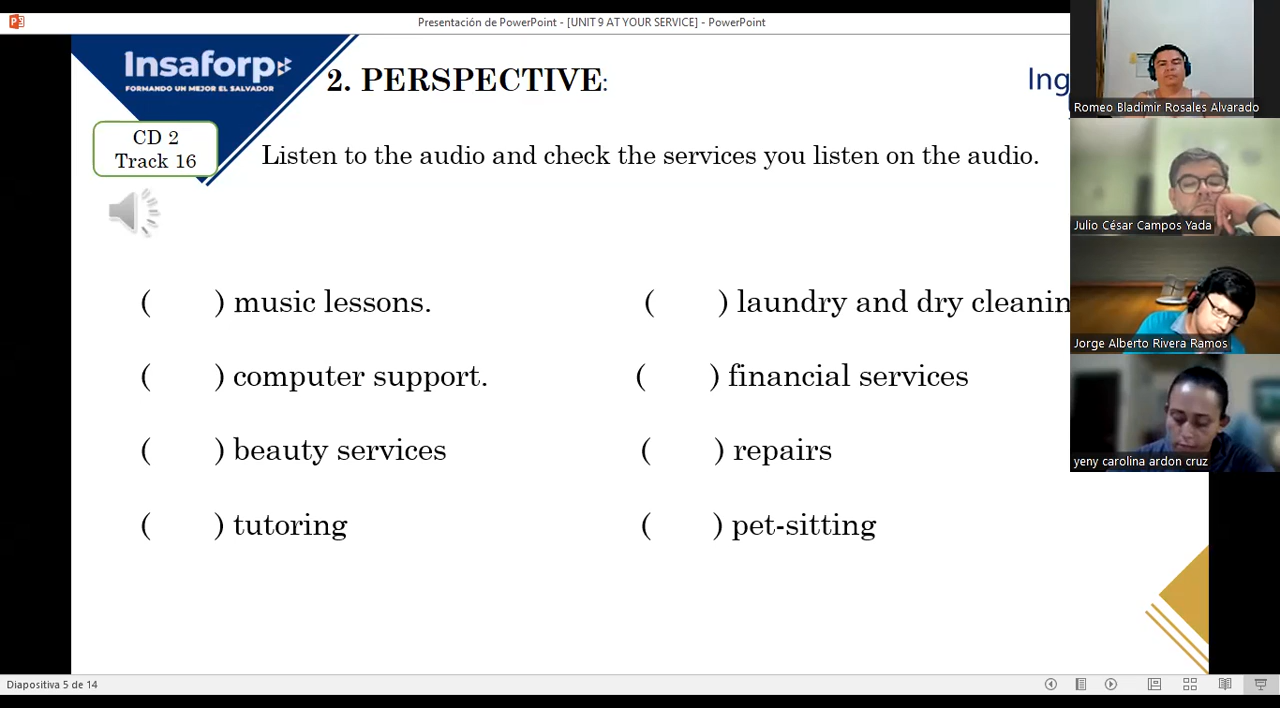 Presentación de PowerPoint - [UNIT 9 AT YOUR SERVICE] - PowerPoint
Insaforp
FORMANDO UN MEJOR EL SALVADOR
2. PERSPECTIVE:
Ing
CD 2
Track 16
Listen to the audio and check the services you listen on the audio.
( ) music lessons.
( ) laundry and dry cleanin
( ) computer support.
( ) financial services
( ) beauty services
( ) repairs
( ) tutoring
( ) pet-sitting
Romeo Bladimir Rosales Alvarado
Julio César Campos Yada
Jorge Alberto Rivera Ramos
yeny carolina ardon cruz
Diapositiva 5 de 14